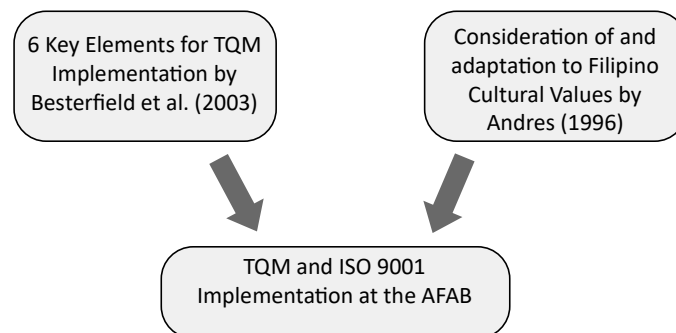 6 Key Elements for TQM
Implementation by
Besterfield et al. (2003)
Consideration of and
adaptation to Filipino
Cultural Values by
Andres (1996)
TQM and ISO 9001
Implementation at the AFAB